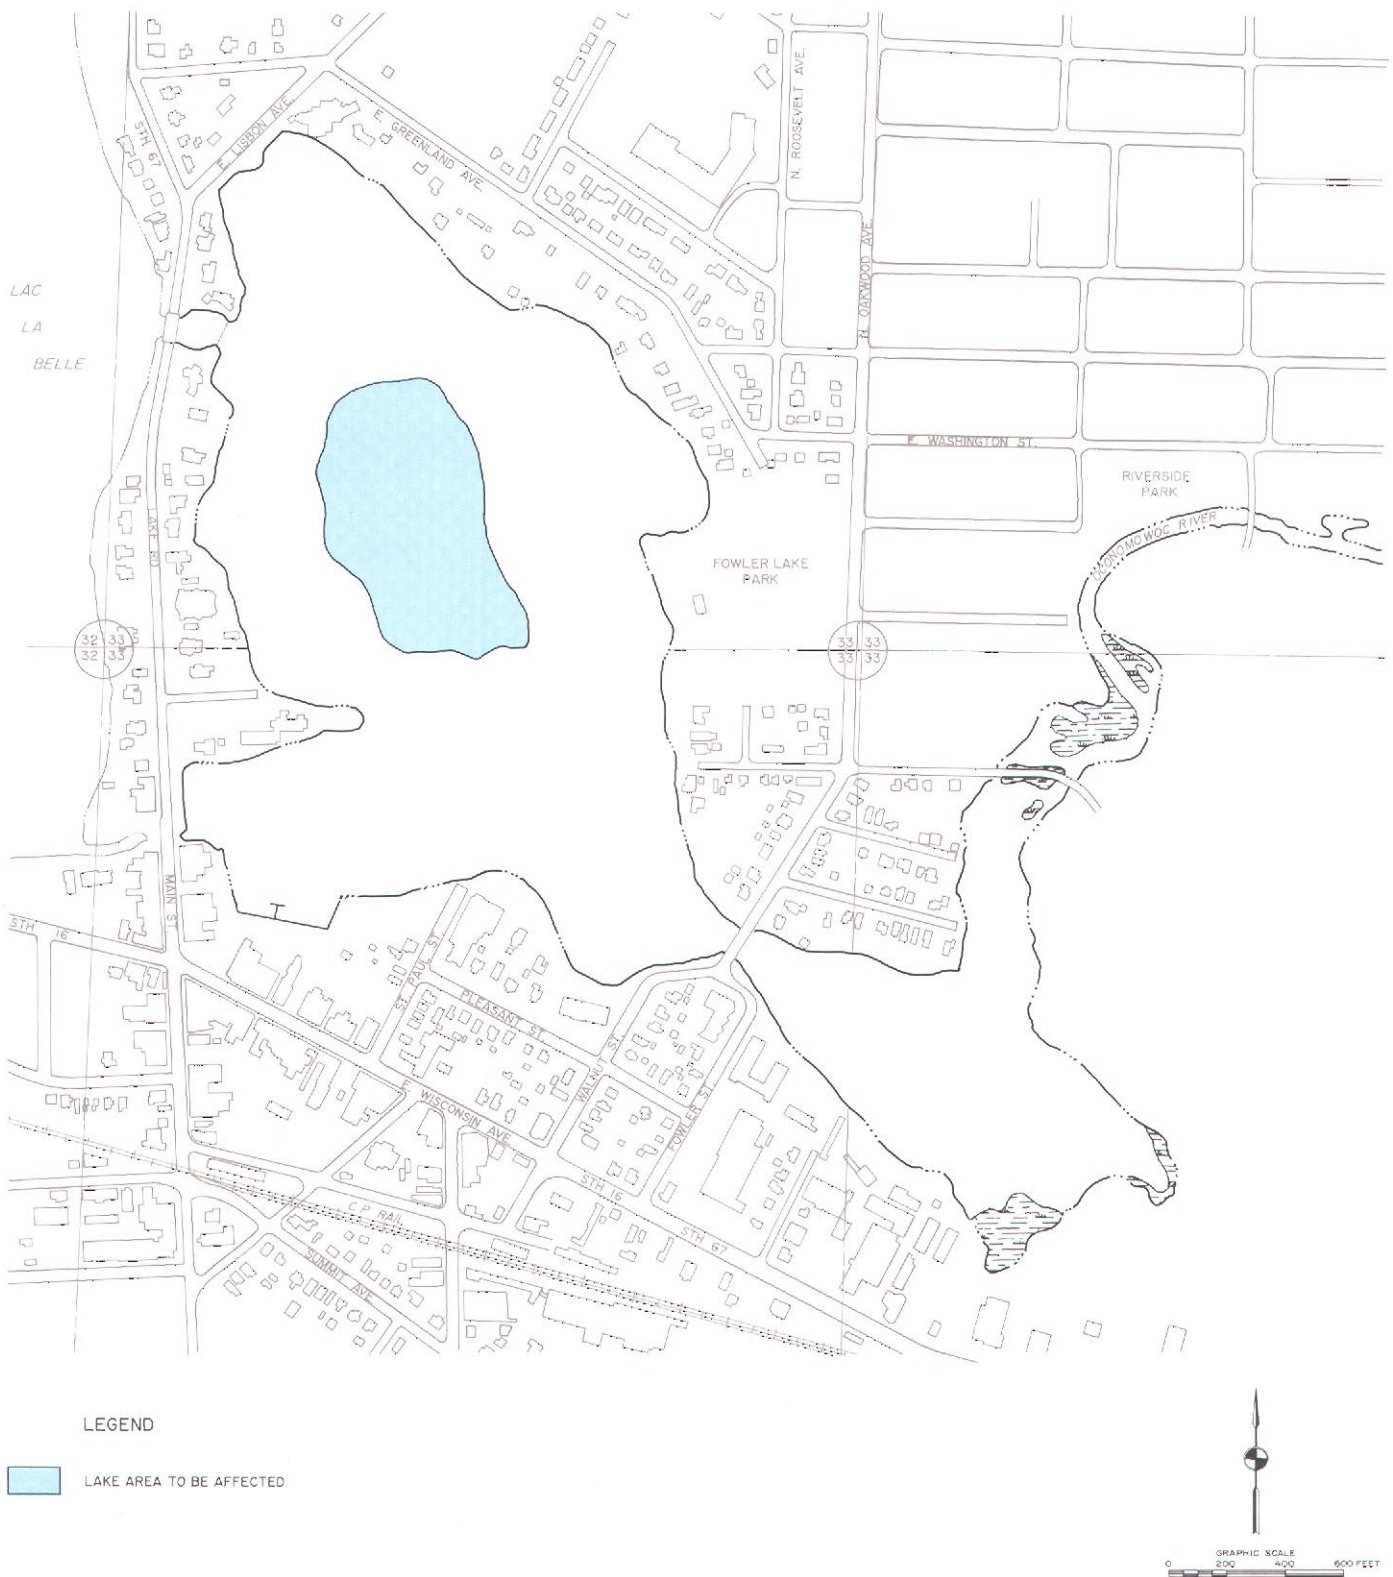 STH 67
E. LISBON AVE.
E. GREENLAND AVE.
N. ROOSEVELT AVE.
N. OAKWOOD AVE.
LAC
LA
BELLE
E. WASHINGTON ST.
RIVERSIDE
PARK
OCONOMOWOC RIVER
LAKE RD
FOWLER LAKE
PARK
32 33
32 33
33 33
33 33
MAIN ST.
STH 16
ST. PAUL ST.
PLEASANT ST.
WALNUT ST.
E. WISCONSIN AVE.
FOWLER ST.
STH 16
C.P. RAIL
STH 67
SUMMIT AVE.
LEGEND
LAKE AREA TO BE AFFECTED
GRAPHIC SCALE
0 200 400 600 FEET